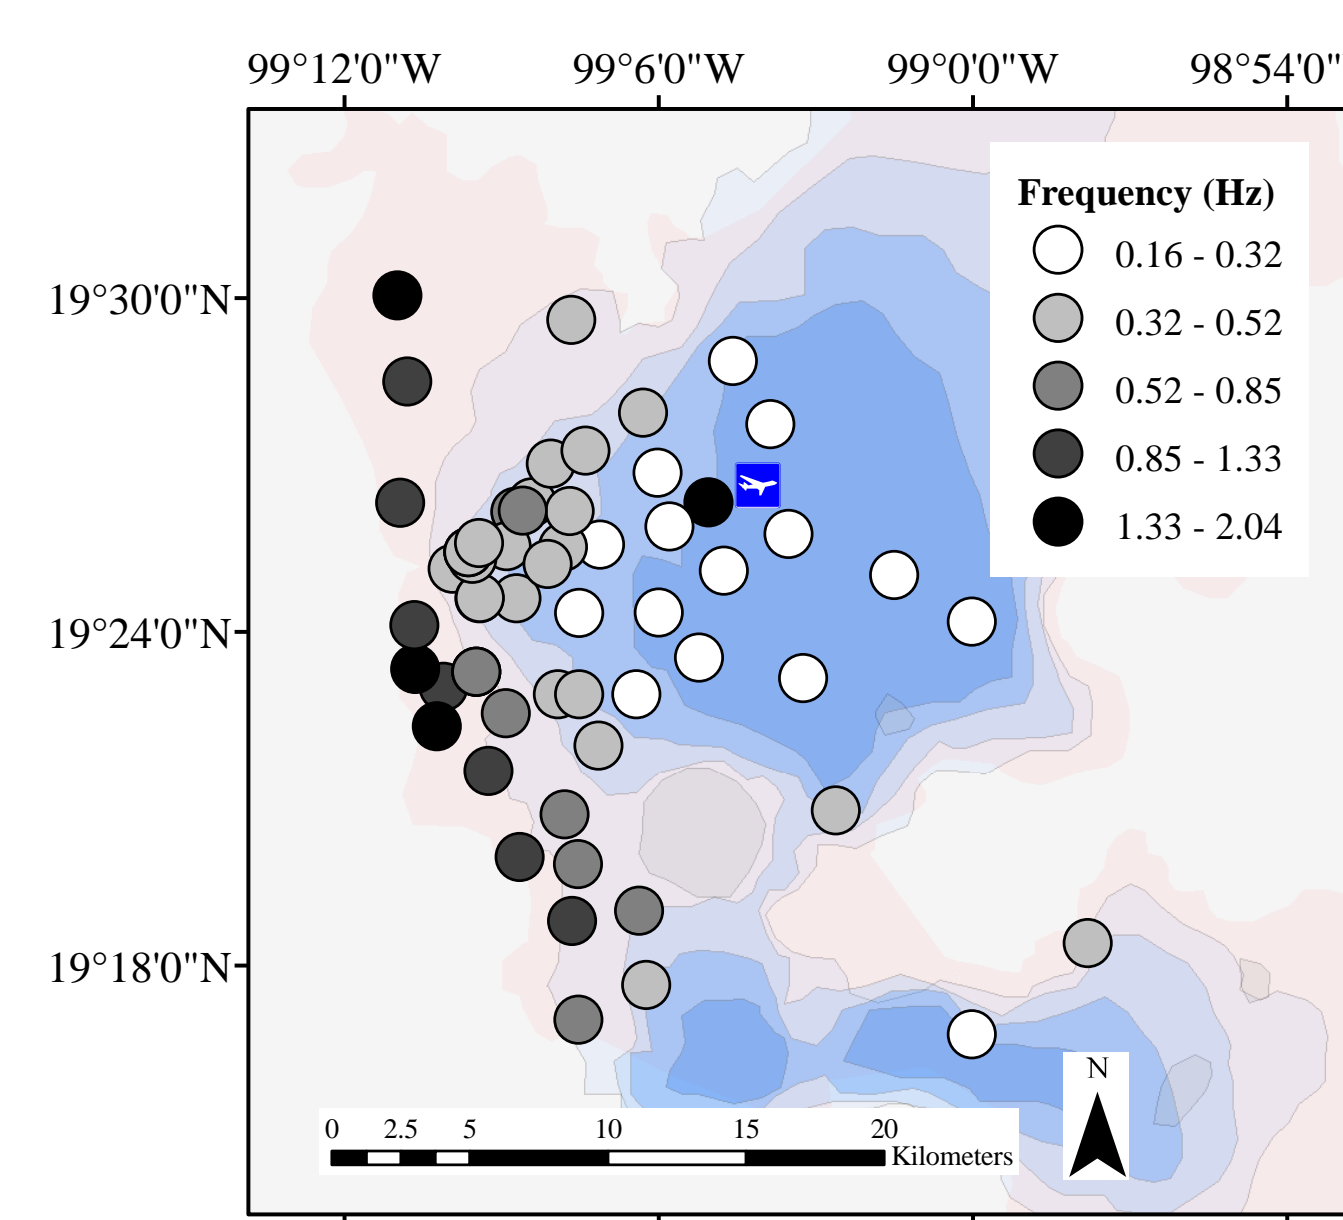 99°12'0"W 99°6'0"W 99°0'0"W 98°54'0"
Frequency (Hz)
0.16 - 0.32
0.32 - 0.52
0.52 - 0.85
0.85 - 1.33
1.33 - 2.04
19°30'0"N
19°24'0"N
19°18'0"N
N
0 2.5 5 10 15 20
Kilometers